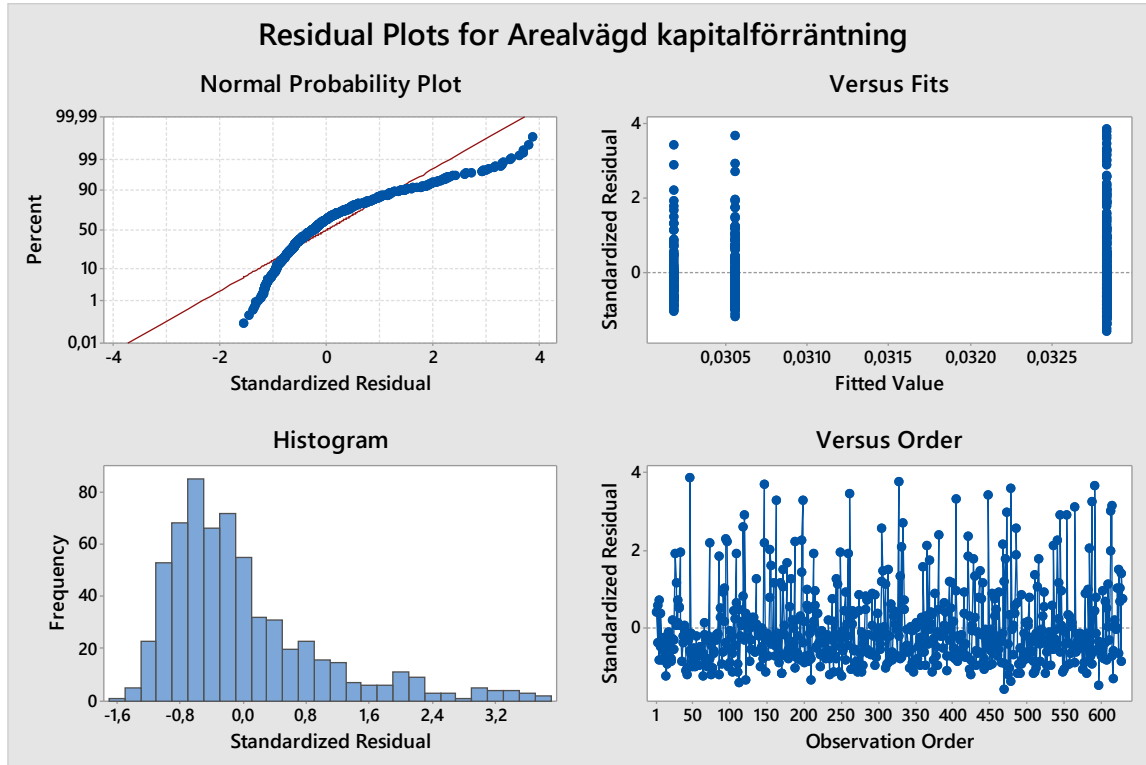 Residual Plots for Arealvägd kapitalförräntning
Normal Probability Plot
99,99
99
90
50
10
1
0,01
Percent
-4 -2 0 2 4
Standardized Residual
Versus Fits
4
2
0
Standardized Residual
0,0305 0,0310 0,0315 0,0320 0,0325
Fitted Value
Histogram
80
60
40
20
0
Frequency
-1,6 -0,8 0,0 0,8 1,6 2,4 3,2
Standardized Residual
Versus Order
4
2
0
Standardized Residual
1 50 100 150 200 250 300 350 400 450 500 550 600
Observation Order